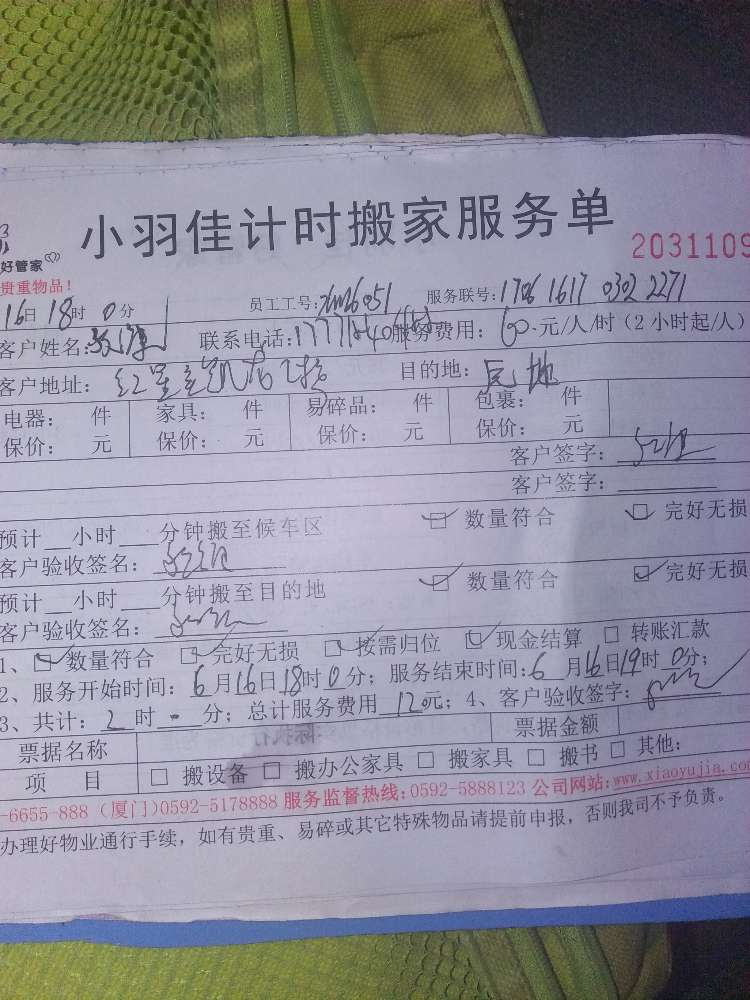 小羽佳计时搬家服务单
好管家
2031109
贵重物品!
16日 18时 0分 员工工号: 服务联号:1706 1617 0302 2271
客户姓名: 联系电话: 服务费用: 60-元/人/时(2小时起/人)
客户地址: 红星 目的地: 原地
电器: 件 家具: 件 易碎品: 件 包裹: 件
保价: 元 保价: 元 保价: 元 保价: 元
客户签字:
客户签字:
预计__小时___分钟搬至候车区 数量符合 完好无损
客户验收签名:
预计__小时___分钟搬至目的地 数量符合 完好无损
客户验收签名:
1、 数量符合 完好无损 按需归位 现金结算 转账汇款
2、服务开始时间: 6月16日18时0分; 服务结束时间:6月16日19时0分;
3、共计: 2时-分; 总计服务费用 120元; 4、客户验收签字:
票据名称 票据金额
项 目 搬设备 搬办公家具 搬家具 搬书 其他:
-6655-888(厦门)0592-5178888 服务监督热线:0592-5888123 公司网站:www.xiaoyujia.com
办理好物业通行手续,如有贵重、易碎或其它特殊物品请提前申报,否则我司不予负责。